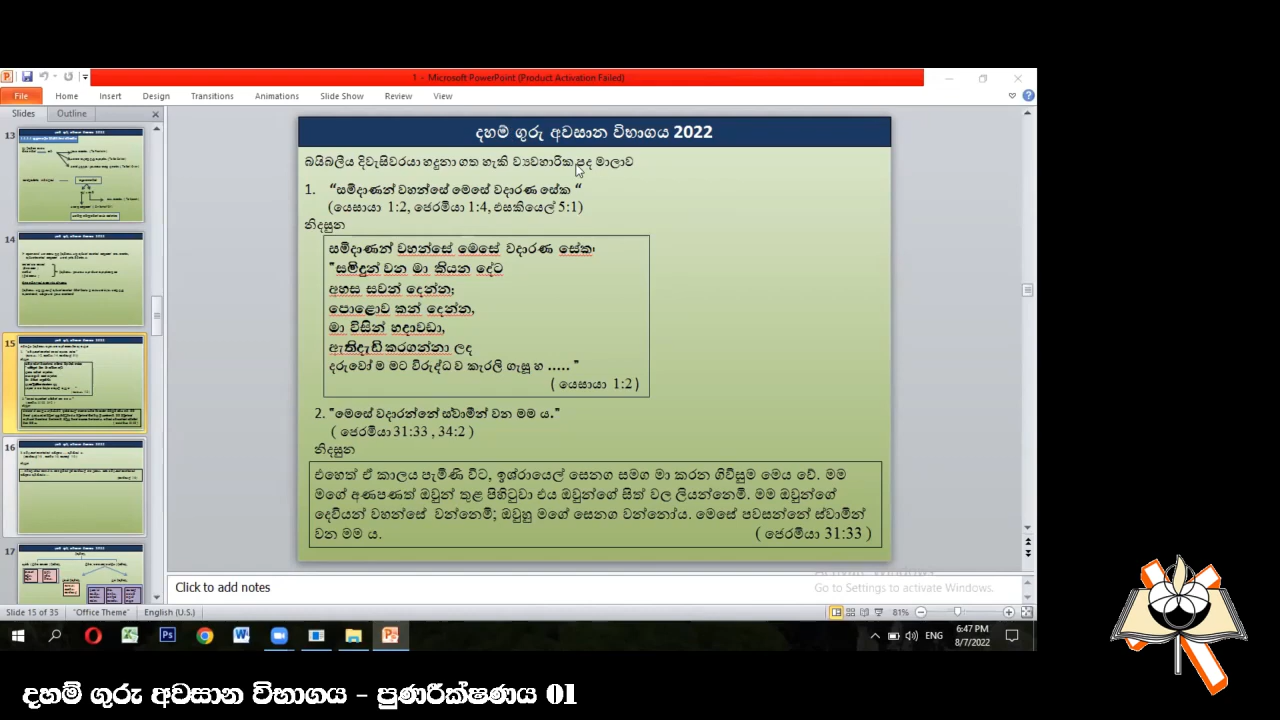 1 - Microsoft PowerPoint (Product Activation Failed)
File Home Insert Design Transitions Animations Slide Show Review View
Slides Outline
13
14
15
16
17
දහම් ගුරු අවසාන විභාගය 2022
බයිබලීය දිවැසිවරයා හදුනා ගත හැකි ව්‍යවහාරික පද මාලාව
1. “සමිඳාණන් වහන්සේ මෙසේ වදාරණ සේක “
(යෙසායා 1:2, ජෙරමියා 1:4, එසකියෙල් 5:1)
නිදසුන
සමිඳාණන් වහන්සේ මෙසේ වදාරණ සේක:
"සමිඳුන් වන මා කියන දේට
අහස සවන් දෙන්න;
පොළොව කන් දෙන්න,
මා විසින් හදාවඩා,
ඇතිදැඩි කරගන්නා ලද
දරුවෝ ම මට විරුද්ධ ව කැරලි ගැසූ හ ..... "
( යෙසායා 1:2 )
2. "මෙසේ වදාරන්නේ ස්වාමීන් වන මම ය."
( ජෙරමියා 31:33 , 34:2 )
නිදසුන
එහෙත් ඒ කාලය පැමිණි විට, ඉශ්රායෙල් සෙනග සමග මා කරන ගිවිසුම මෙය වේ. මම
මගේ අණපණත් ඔවුන් තුළ පිහිටුවා එය ඔවුන්ගේ සිත් වල ලියන්නෙමි. මම ඔවුන්ගේ
දෙවියන් වහන්සේ වන්නෙමි; ඔවුහු මගේ සෙනග වන්නෝය. මෙසේ පවසන්නේ ස්වාමීන්
වන මම ය. ( ජෙරමියා 31:33 )
Click to add notes
Go to Settings to activate Windows.
Slide 15 of 35 "Office Theme" English (U.S.) 81%
ENG 6:47 PM
8/7/2022
දහම් ගුරු අවසාන විභාගය - පුණරීක්ෂණය 01